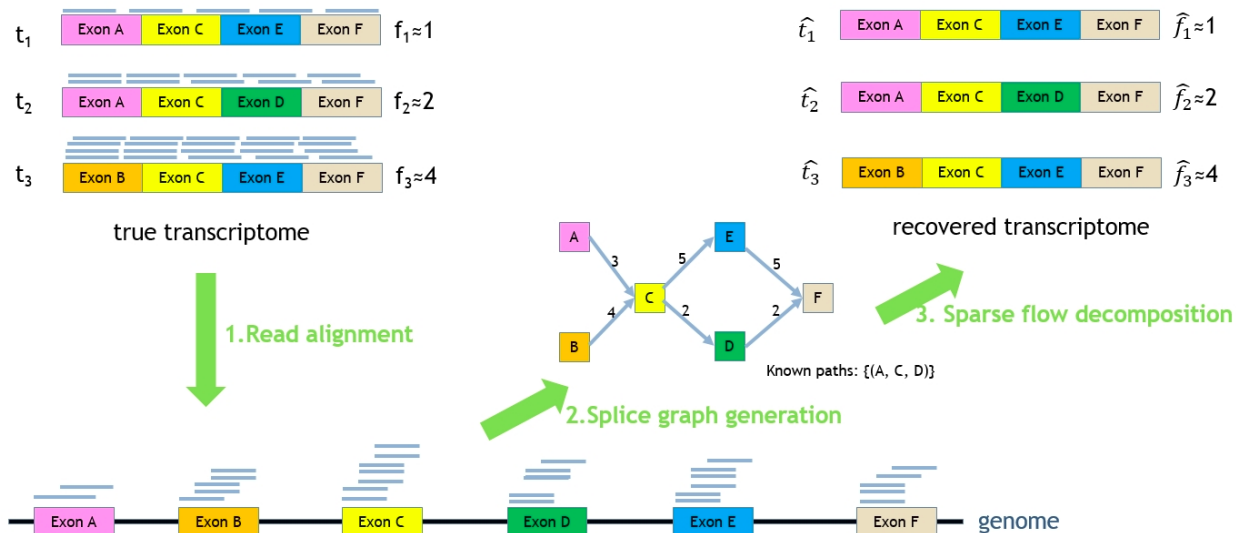 t1 Exon A Exon C Exon E Exon F f1≈1
t2 Exon A Exon C Exon D Exon F f2≈2
t3 Exon B Exon C Exon E Exon F f3≈4
true transcriptome
t̂1 Exon A Exon C Exon E Exon F f̂1≈1
t̂2 Exon A Exon C Exon D Exon F f̂2≈2
t̂3 Exon B Exon C Exon E Exon F f̂3≈4
recovered transcriptome
1.Read alignment
A E
3 5 5
C F
4 2 2
B D
Known paths: {(A, C, D)}
3. Sparse flow decomposition
2.Splice graph generation
Exon A Exon B Exon C Exon D Exon E Exon F genome